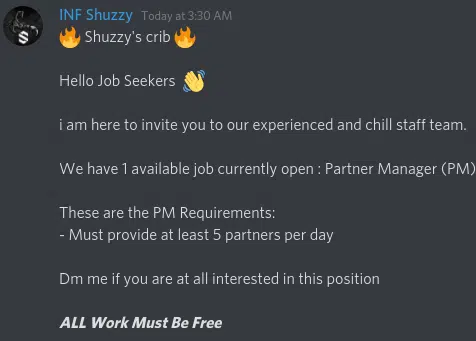 INF Shuzzy Today at 3:30 AM
🔥 Shuzzy's crib 🔥
Hello Job Seekers 👋
i am here to invite you to our experienced and chill staff team.
We have 1 available job currently open : Partner Manager (PM)
These are the PM Requirements:
- Must provide at least 5 partners per day
Dm me if you are at all interested in this position
ALL Work Must Be Free